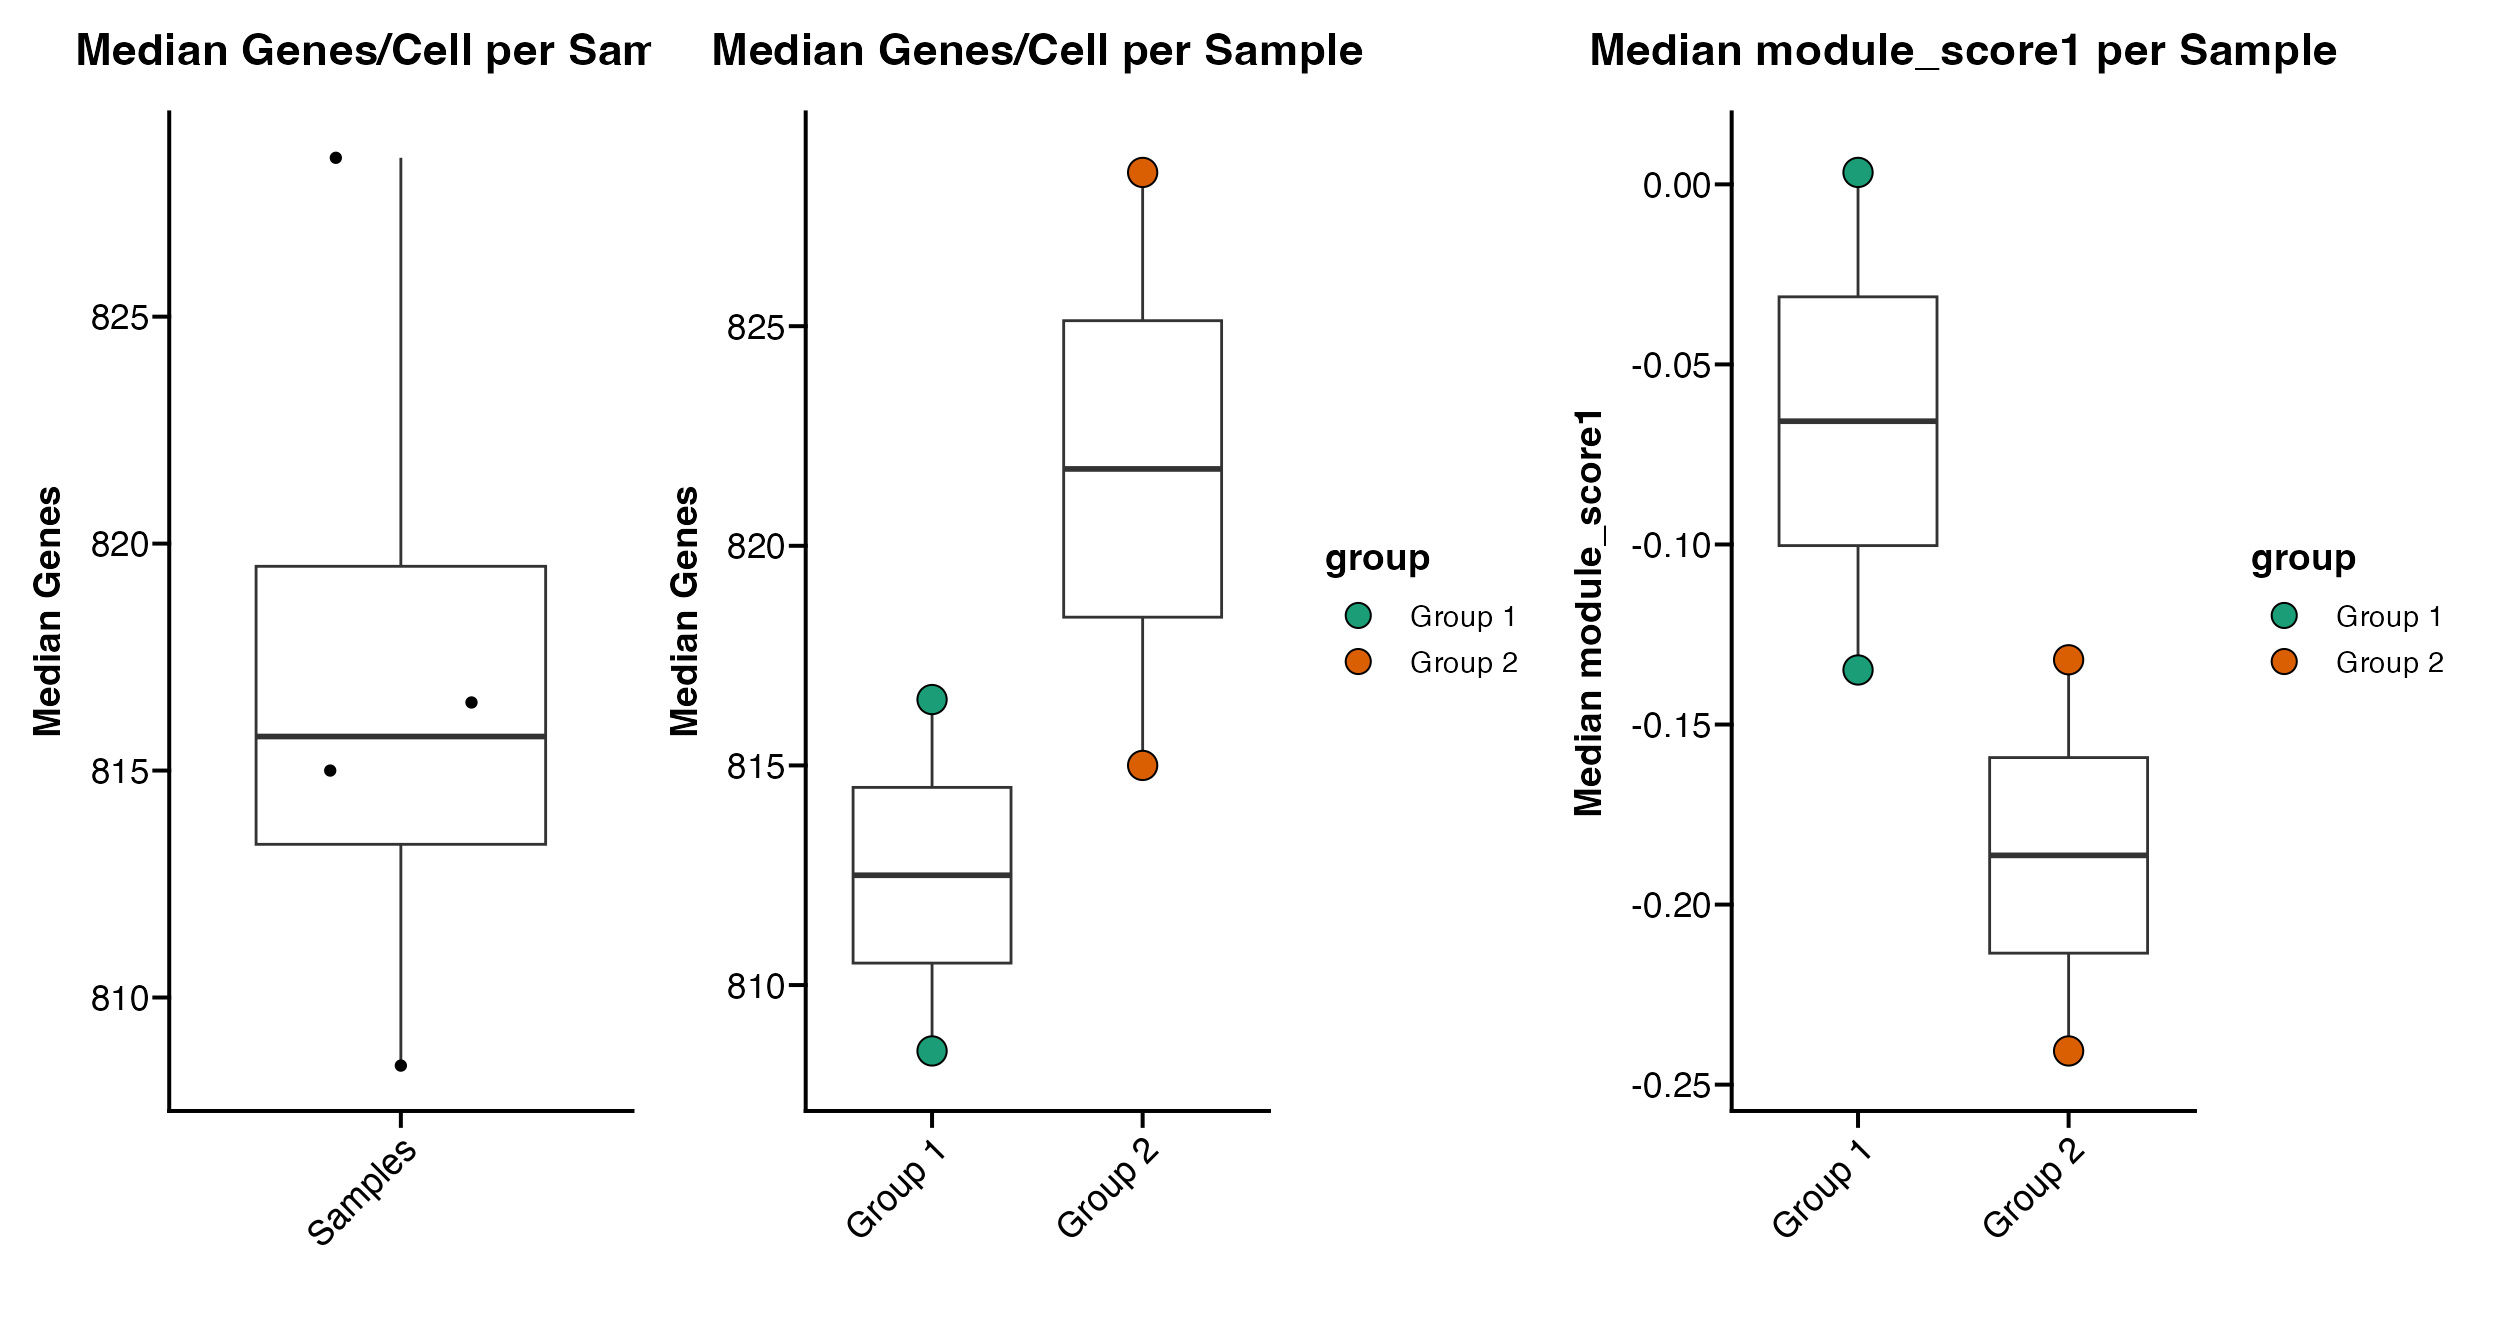 Median Genes/Cell per Sam
Median Genes
825
820
815
810
Samples
Median Genes/Cell per Sample
Median Genes
825
820
815
810
Group 1
Group 2
group
Group 1
Group 2
Median module_score1 per Sample
Median module_score1
0.00
-0.05
-0.10
-0.15
-0.20
-0.25
Group 1
Group 2
group
Group 1
Group 2